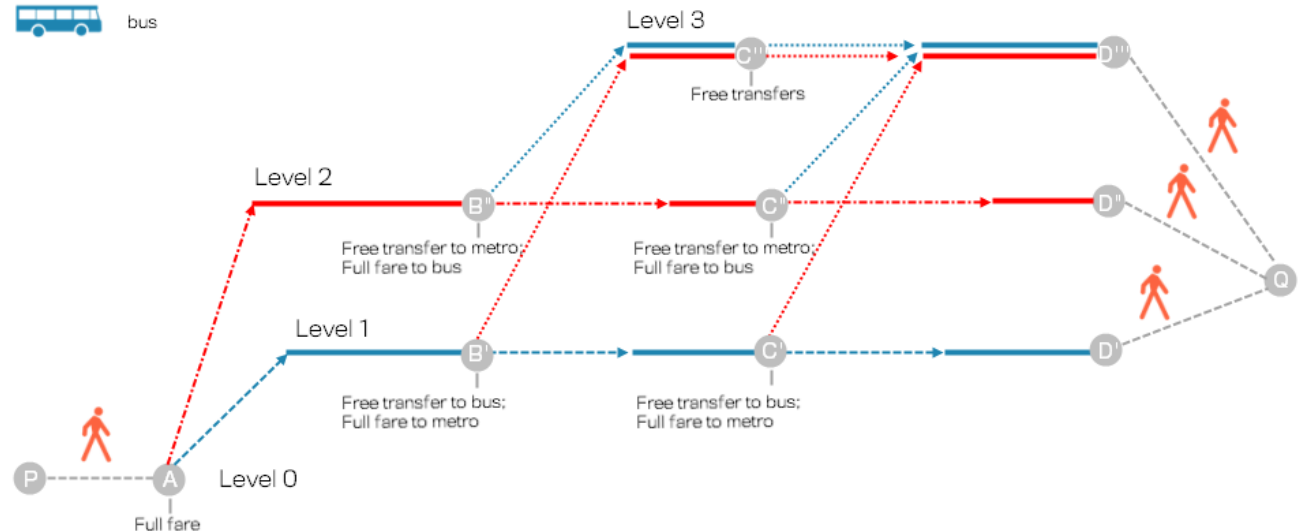 bus
Level 3
C'''
D'''
Free transfers
Level 2
B''
C''
D''
Free transfer to metro;
Full fare to bus
Free transfer to metro;
Full fare to bus
Q
Level 1
B'
C'
D'
Free transfer to bus;
Full fare to metro
Free transfer to bus;
Full fare to metro
P
A
Level 0
Full fare